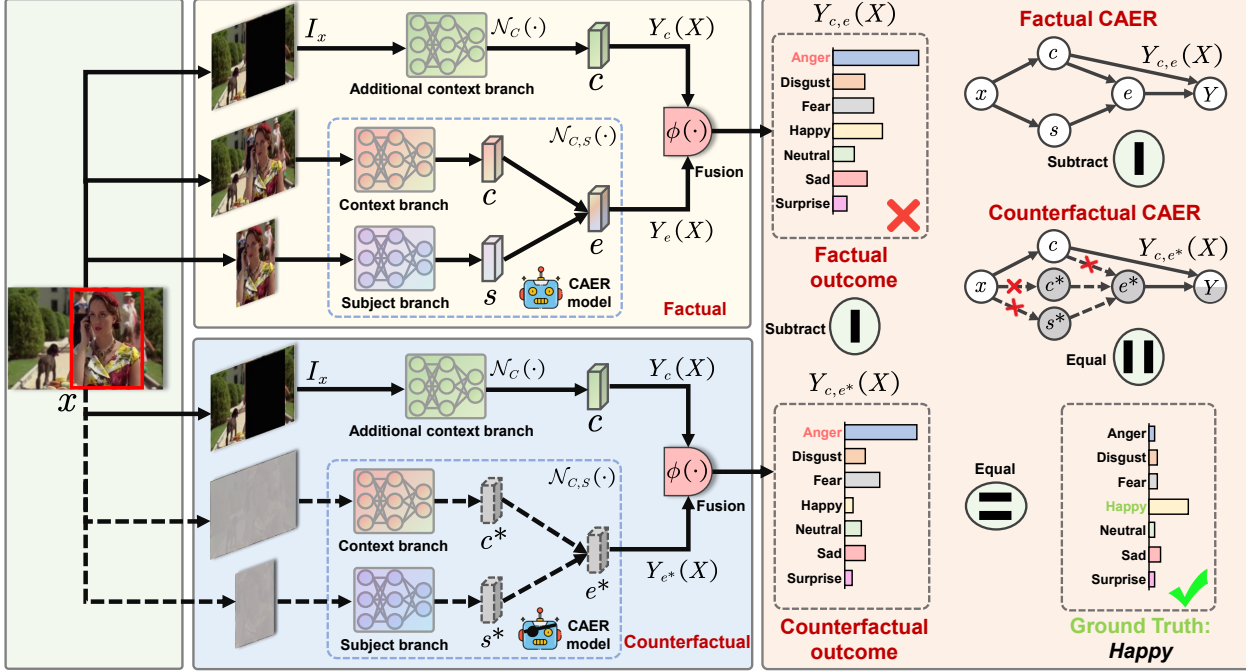 x
I_x
N_C(·)
Additional context branch
c
Y_c(X)
N_{C,S}(·)
Context branch
c
Subject branch
s
e
Y_e(X)
ϕ(·)
Fusion
CAER
model
Factual
I_x
N_C(·)
Additional context branch
c
Y_c(X)
N_{C,S}(·)
Context branch
c*
Subject branch
s*
e*
Y_{e*}(X)
ϕ(·)
Fusion
CAER
model
Counterfactual
Y_{c,e}(X)
Anger
Disgust
Fear
Happy
Neutral
Sad
Surprise
Factual
outcome
Subtract
Y_{c,e*}(X)
Anger
Disgust
Fear
Happy
Neutral
Sad
Surprise
Counterfactual
outcome
Factual CAER
x
c
s
e
Y
Y_{c,e}(X)
Subtract
Counterfactual CAER
x
c
c*
s*
e*
Y
Y_{c,e*}(X)
Equal
Equal
Anger
Disgust
Fear
Happy
Neutral
Sad
Surprise
Ground Truth:
Happy